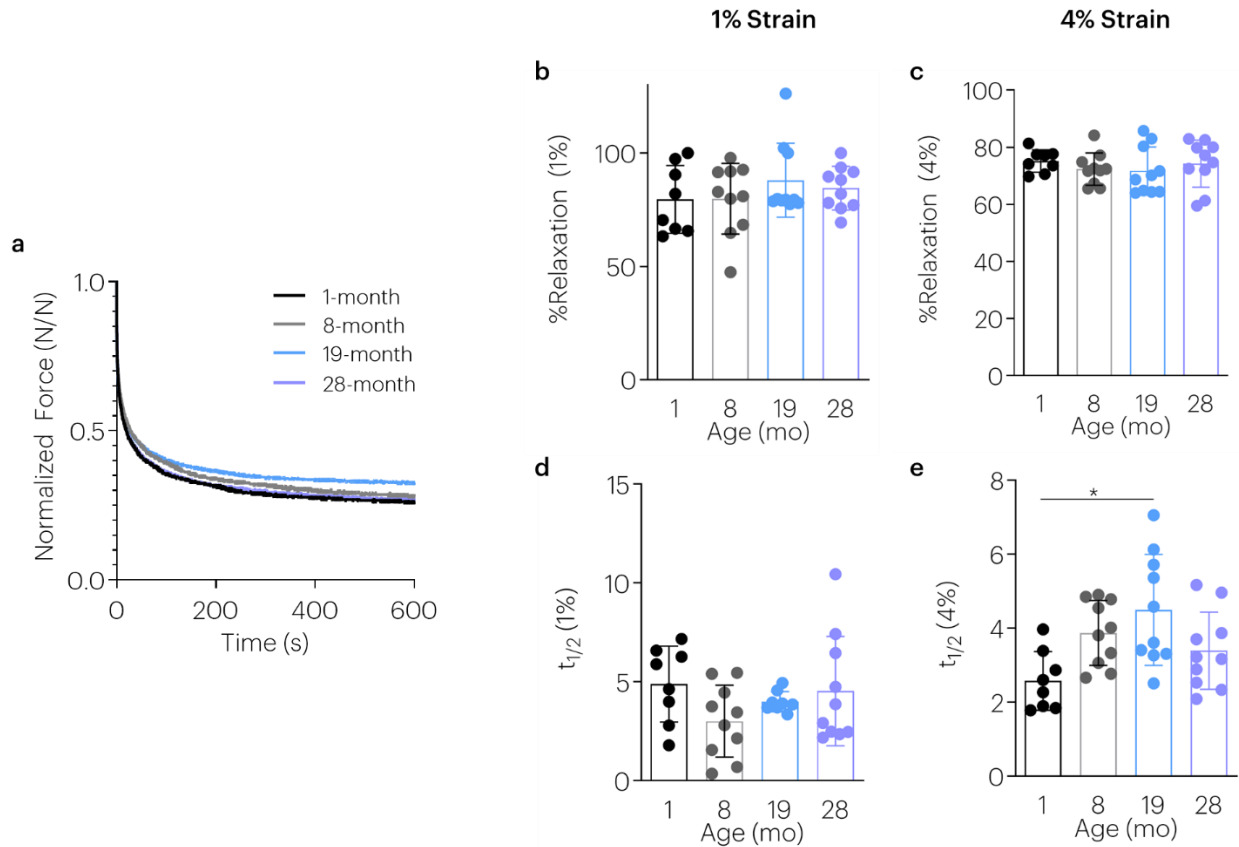 1% Strain
4% Strain
a
Normalized Force (N/N)
1.0
0.5
0.0
0
200
400
600
Time (s)
1-month
8-month
19-month
28-month
b
%Relaxation (1%)
100
50
0
1
8
19
28
Age (mo)
c
%Relaxation (4%)
100
80
60
40
20
0
1
8
19
28
Age (mo)
d
t1/2 (1%)
15
10
5
0
1
8
19
28
Age (mo)
e
t1/2 (4%)
8
6
4
2
0
*
1
8
19
28
Age (mo)